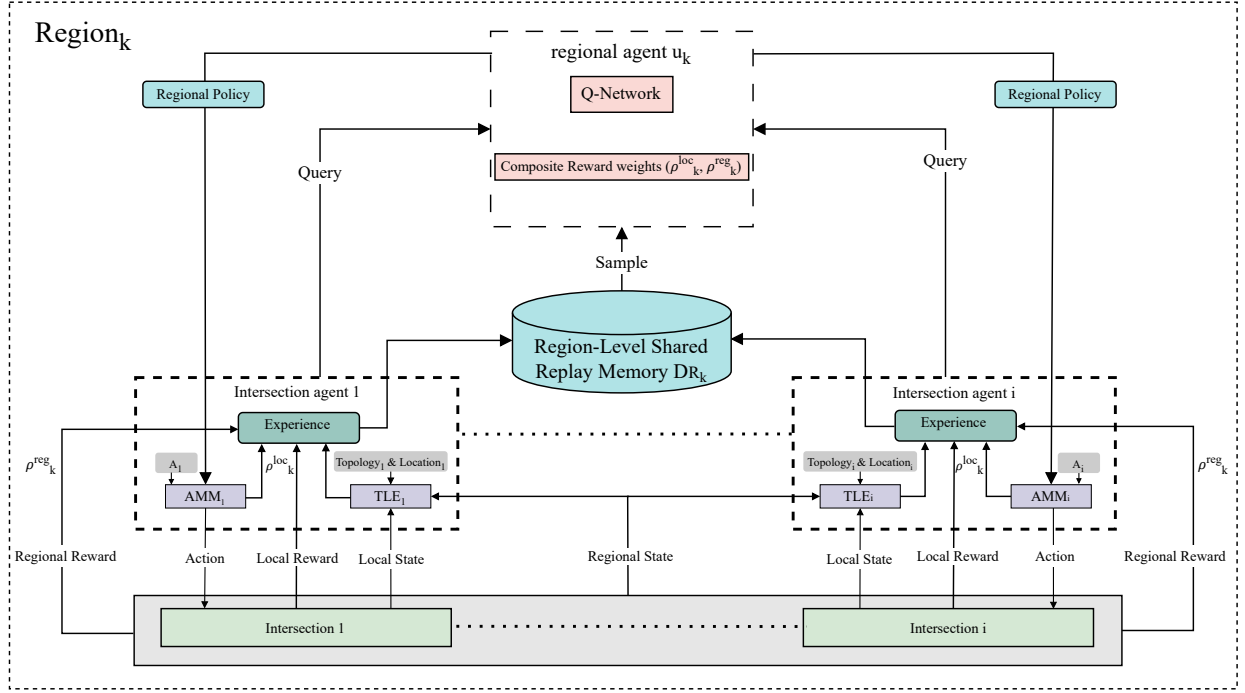 Region_k
regional agent u_k
Regional Policy
Q-Network
Regional Policy
Composite Reward weights (ρ^loc_k, ρ^reg_k)
Query
Query
Sample
Region-Level Shared
Replay Memory DR_k
Intersection agent 1
Experience
A_1
ρ^loc_k
Topology_1 & Location_1
AMM_i
TLE_1
ρ^reg_k
Intersection agent i
Experience
Topology_i & Location_i
ρ^loc_k
A_i
TLE_i
AMM_i
ρ^reg_k
Regional Reward
Action
Local Reward
Local State
Regional State
Local State
Local Reward
Action
Regional Reward
Intersection 1
Intersection i